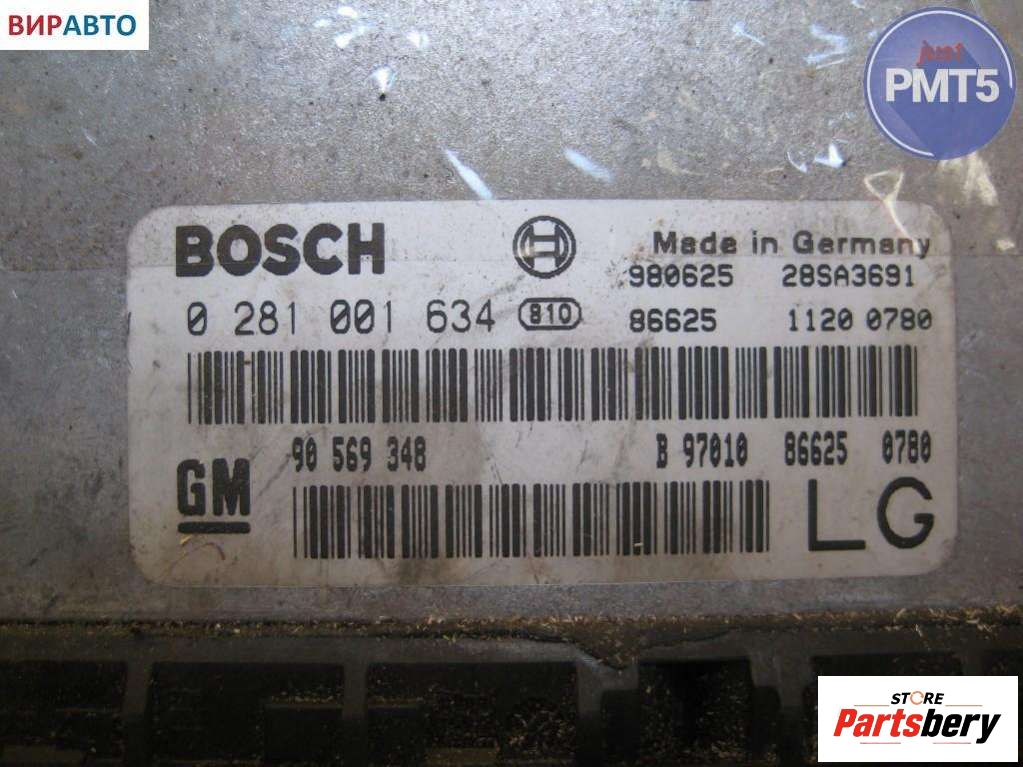 ВИРАВТО
just
PMT5
BOSCH
Made in Germany
980625 28SA3691
0 281 001 634 810 86625 1120 0780
90 569 348 B 97010 86625 0780
GM
LG
STORE
Partsbery